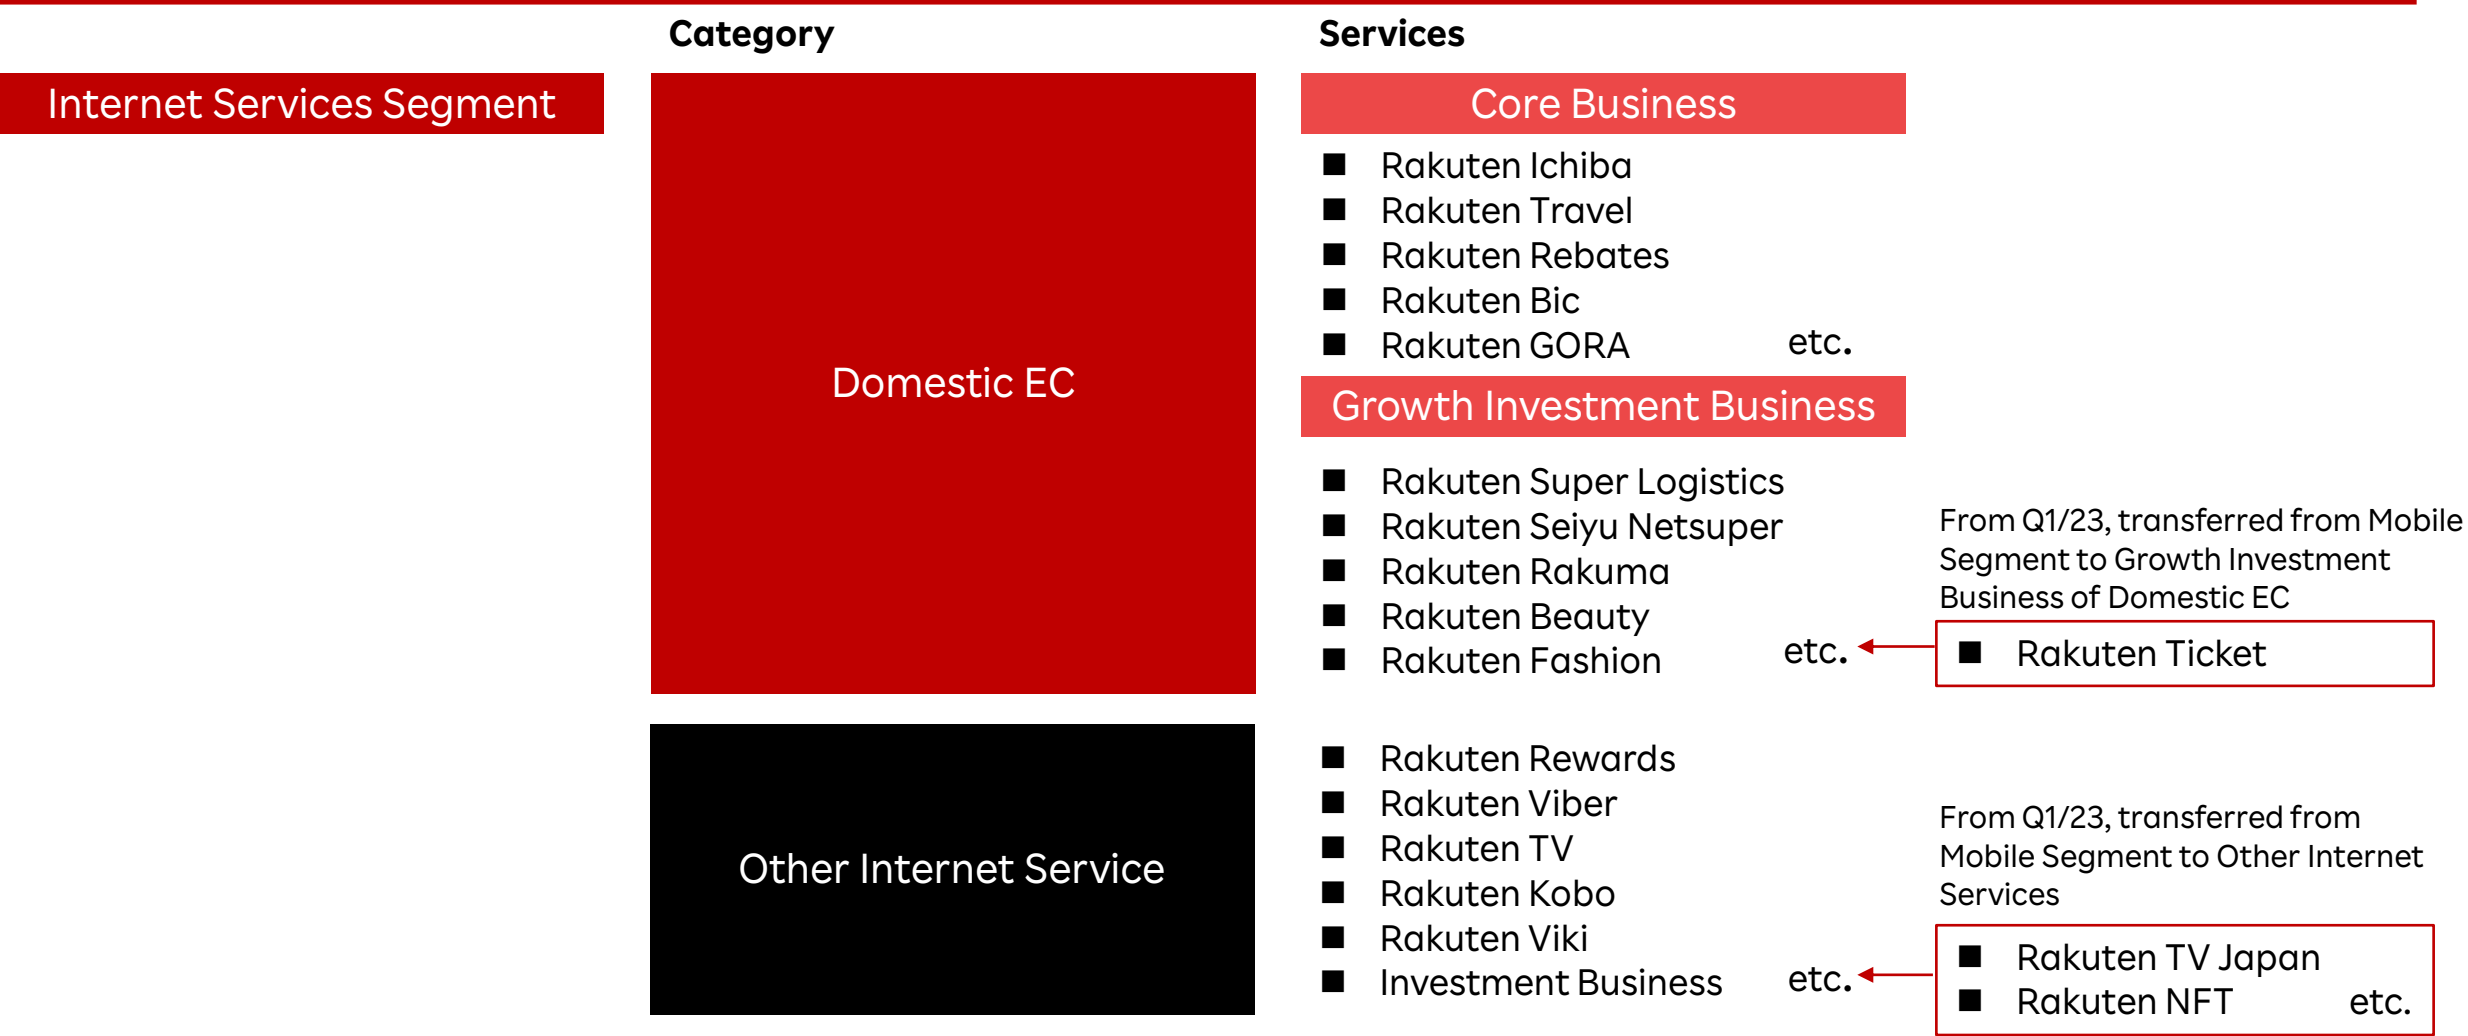 Category
Services
Internet Services Segment
Domestic EC
Core Business
■ Rakuten Ichiba
■ Rakuten Travel
■ Rakuten Rebates
■ Rakuten Bic
■ Rakuten GORA etc.
Growth Investment Business
■ Rakuten Super Logistics
■ Rakuten Seiyu Netsuper
■ Rakuten Rakuma
■ Rakuten Beauty
■ Rakuten Fashion etc.
From Q1/23, transferred from Mobile
Segment to Growth Investment
Business of Domestic EC
■ Rakuten Ticket
Other Internet Service
■ Rakuten Rewards
■ Rakuten Viber
■ Rakuten TV
■ Rakuten Kobo
■ Rakuten Viki
■ Investment Business etc.
From Q1/23, transferred from
Mobile Segment to Other Internet
Services
■ Rakuten TV Japan
■ Rakuten NFT etc.